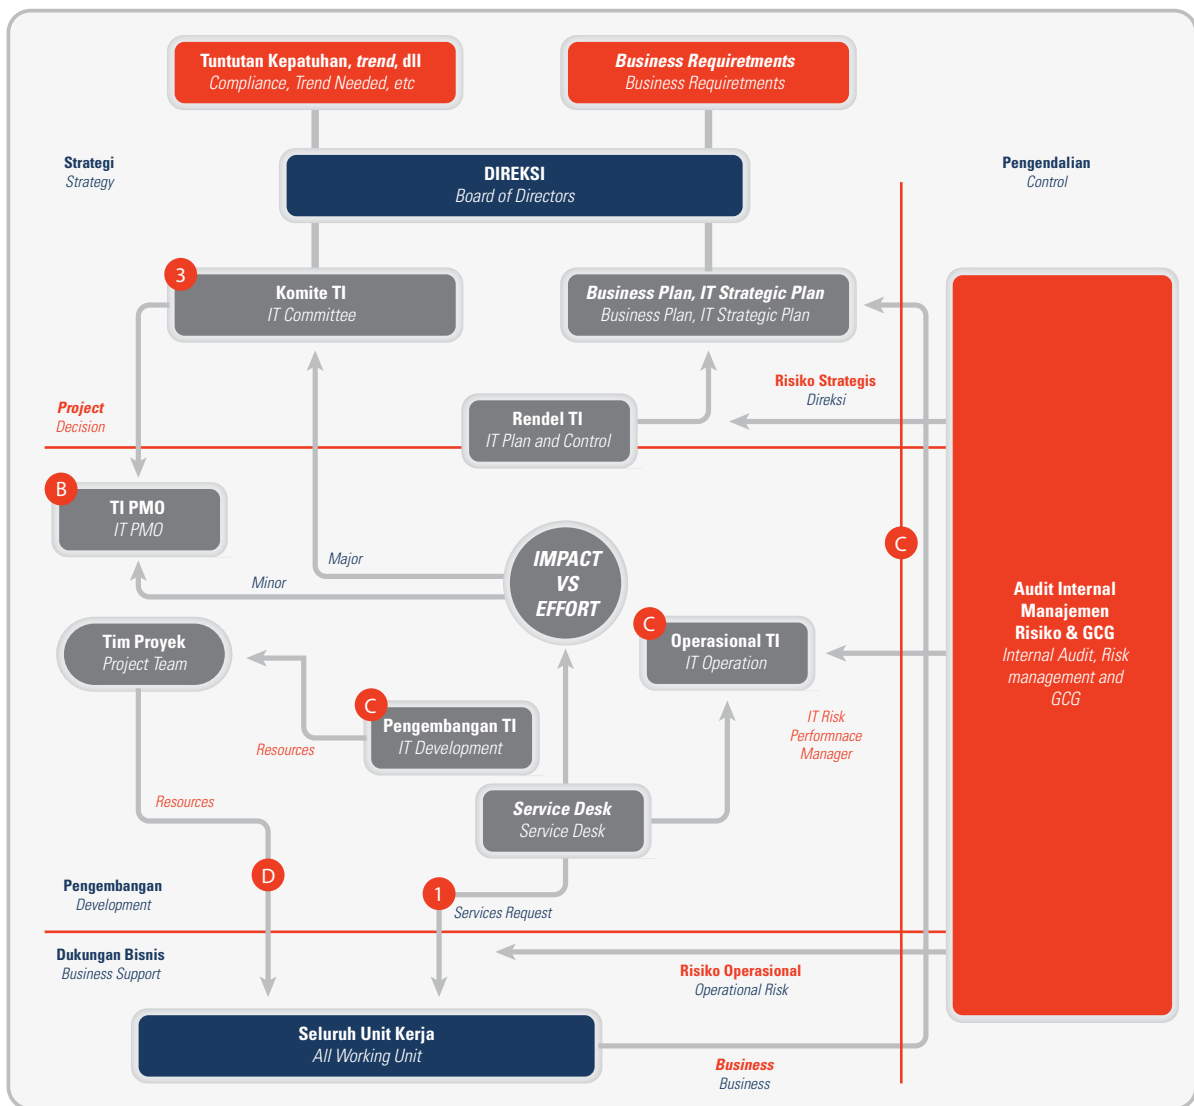 Tuntutan Kepatuhan, trend, dll
Compliance, Trend Needed, etc
Business Requiretments
Business Requiretments
Strategi
Strategy
DIREKSI
Board of Directors
Pengendalian
Control
3
Komite TI
IT Committee
Business Plan, IT Strategic Plan
Business Plan, IT Strategic Plan
Risiko Strategis
Direksi
Project
Decision
Rendel TI
IT Plan and Control
B
TI PMO
IT PMO
C
Major
Minor
IMPACT
VS
EFFORT
Audit Internal
Manajemen
Risiko & GCG
Internal Audit, Risk
management and
GCG
Tim Proyek
Project Team
C
Operasional TI
IT Operation
C
Pengembangan TI
IT Development
Resources
IT Risk
Performnace
Manager
Resources
Service Desk
Service Desk
D
1
Pengembangan
Development
Services Request
Dukungan Bisnis
Business Support
Risiko Operasional
Operational Risk
Seluruh Unit Kerja
All Working Unit
Business
Business